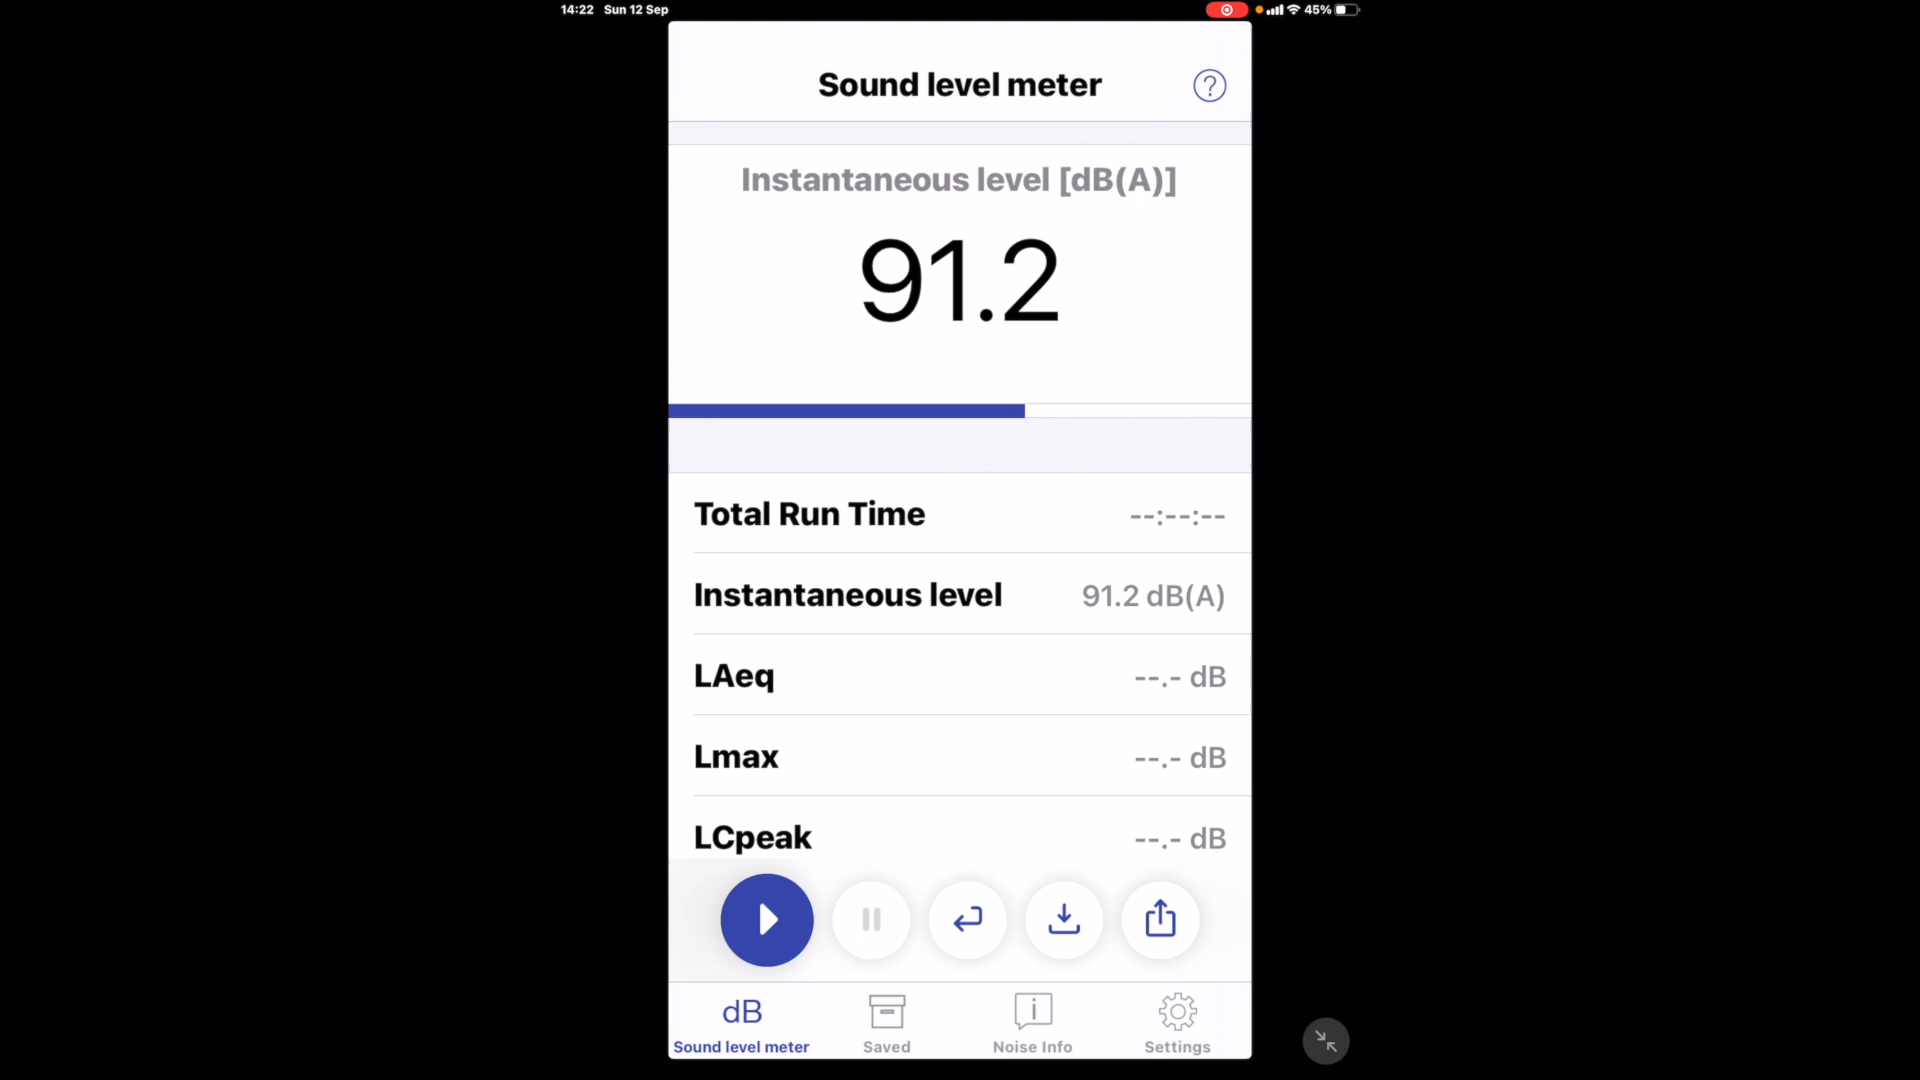 14:22 Sun 12 Sep
45%
Sound level meter
?
Instantaneous level [dB(A)]
91.2
Total Run Time --:--:--
Instantaneous level 91.2 dB(A)
LAeq --.- dB
Lmax --.- dB
LCpeak --.- dB
dB
Sound level meter Saved Noise Info Settings